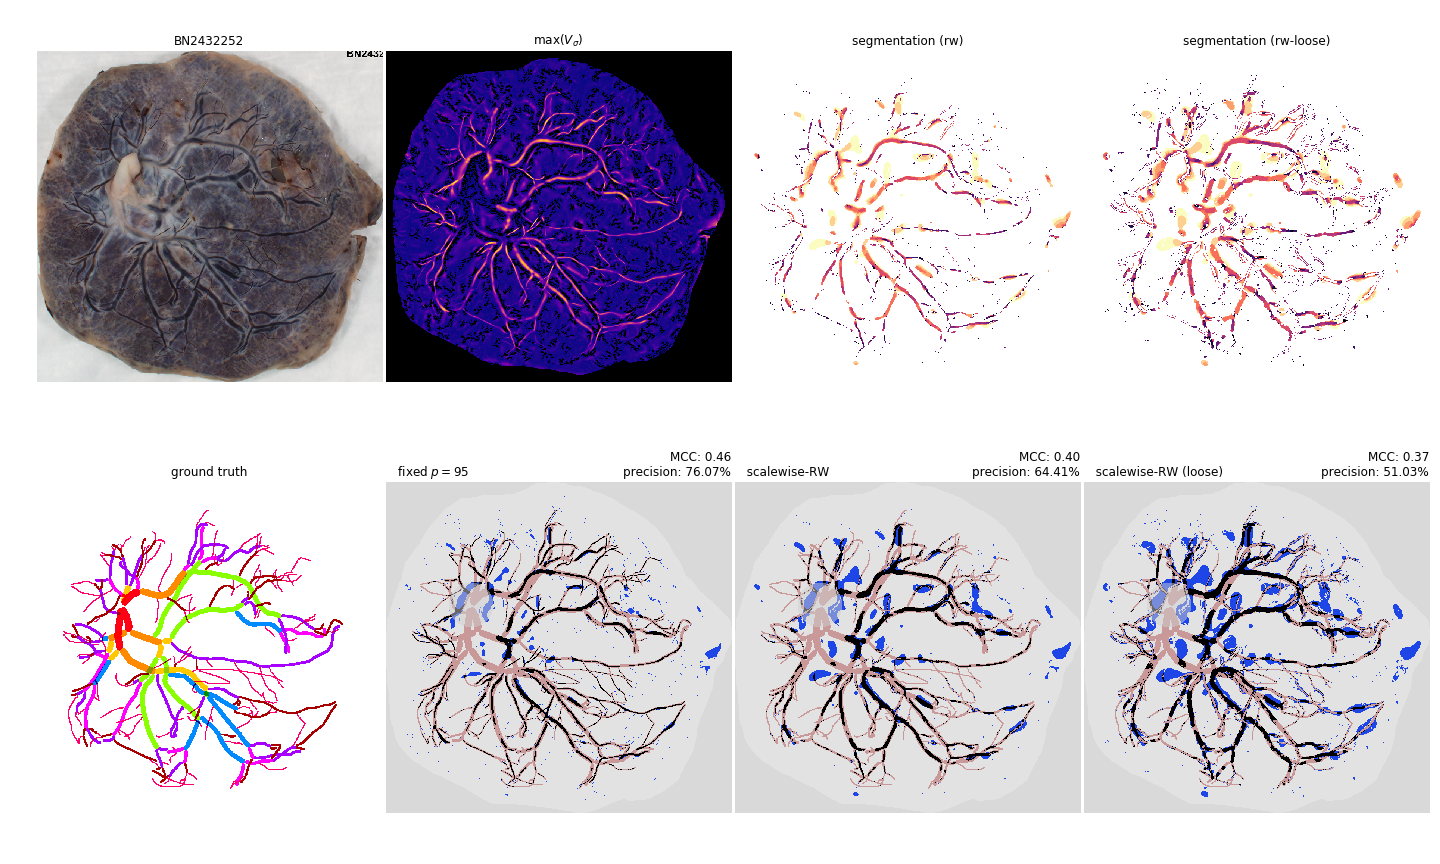 BN2432252
max(V_σ)
segmentation (rw)
segmentation (rw-loose)
ground truth
fixed p = 95
MCC: 0.46
precision: 76.07%
scalewise-RW
MCC: 0.40
precision: 64.41%
scalewise-RW (loose)
MCC: 0.37
precision: 51.03%